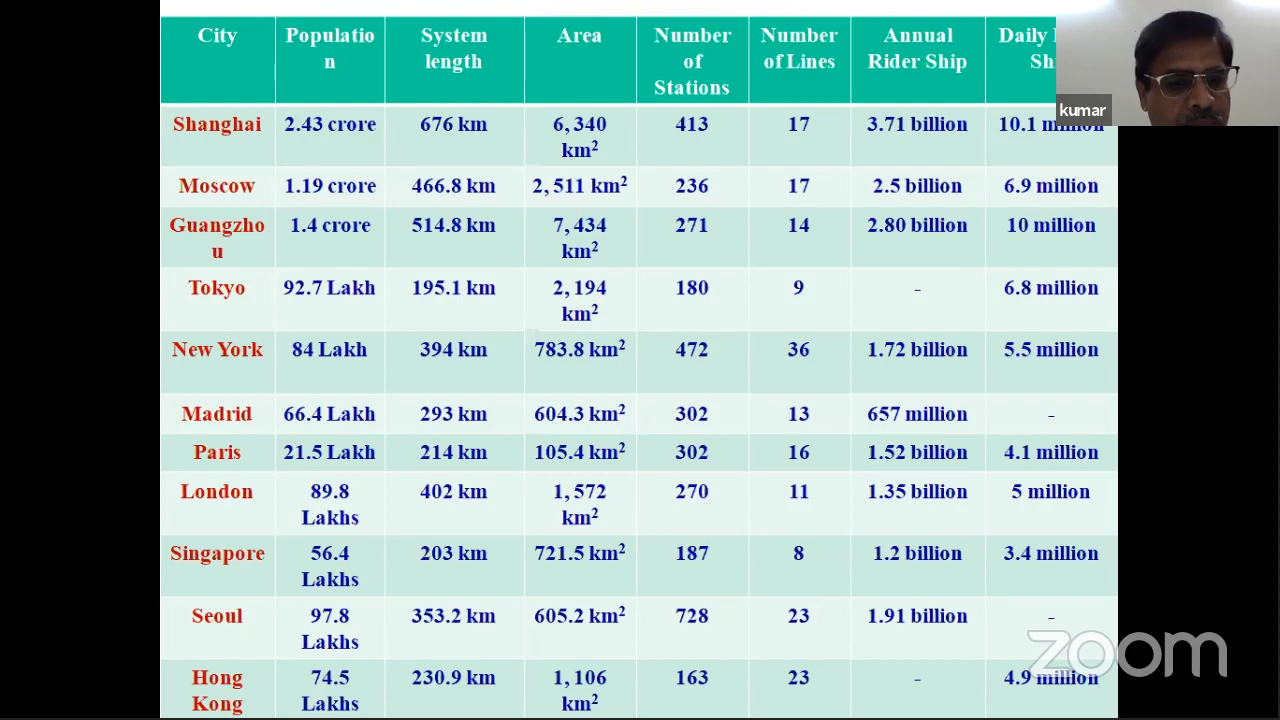 City Populatio System Area Number Number Annual Daily
n length of of Lines Rider Ship
Stations
kumar
Shanghai 2.43 crore 676 km 6, 340 413 17 3.71 billion 10.1 million
km²
Moscow 1.19 crore 466.8 km 2, 511 km² 236 17 2.5 billion 6.9 million
Guangzho 1.4 crore 514.8 km 7, 434 271 14 2.80 billion 10 million
u km²
Tokyo 92.7 Lakh 195.1 km 2, 194 180 9 - 6.8 million
km²
New York 84 Lakh 394 km 783.8 km² 472 36 1.72 billion 5.5 million
Madrid 66.4 Lakh 293 km 604.3 km² 302 13 657 million -
Paris 21.5 Lakh 214 km 105.4 km² 302 16 1.52 billion 4.1 million
London 89.8 402 km 1, 572 270 11 1.35 billion 5 million
Lakhs km²
Singapore 56.4 203 km 721.5 km² 187 8 1.2 billion 3.4 million
Lakhs
Seoul 97.8 353.2 km 605.2 km² 728 23 1.91 billion -
Lakhs
zoom
Hong 74.5 230.9 km 1, 106 163 23 - 4.9 million
Kong Lakhs km²